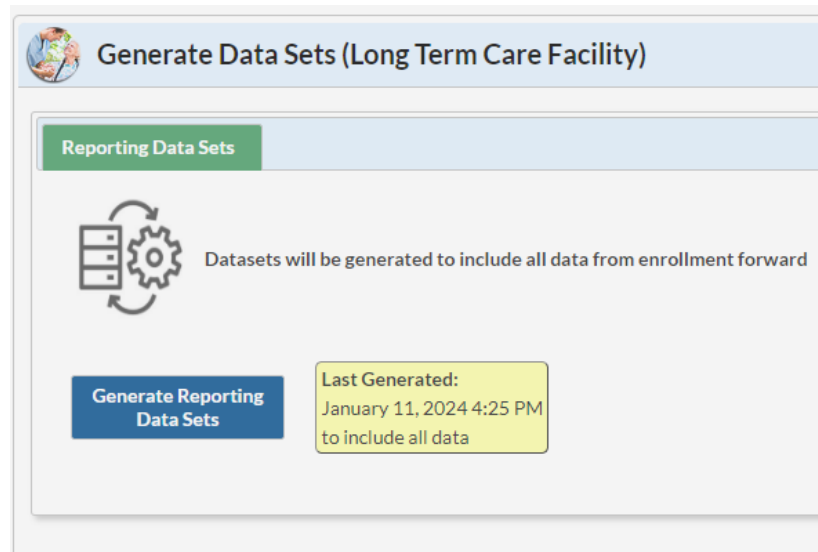 Generate Data Sets (Long Term Care Facility)
Reporting Data Sets
Datasets will be generated to include all data from enrollment forward
Generate Reporting
Data Sets
Last Generated:
January 11, 2024 4:25 PM
to include all data